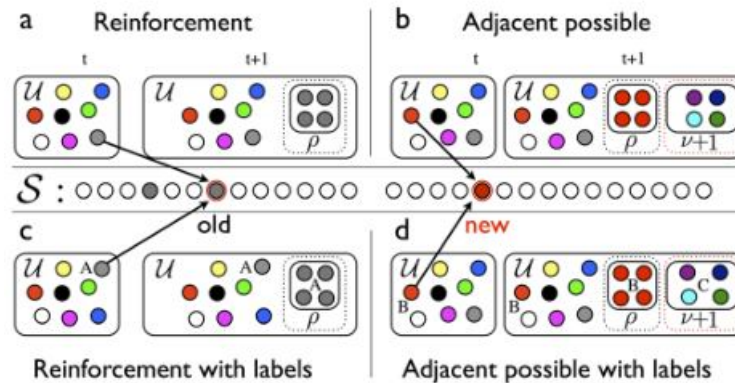 a Reinforcement
b Adjacent possible
t t+1
t t+1
𝒰 𝒰 ρ
𝒰 𝒰 ρ ν+1
𝒮 :
old new
c
d
𝒰 A 𝒰 A A ρ
𝒰 B 𝒰 B B ρ C ν+1
Reinforcement with labels
Adjacent possible with labels